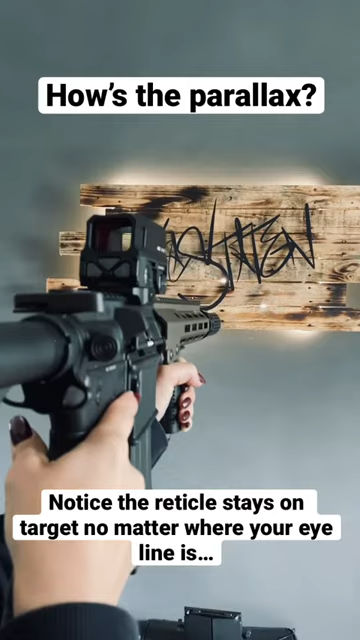 How's the parallax?
Notice the reticle stays on
target no matter where your eye
line is...